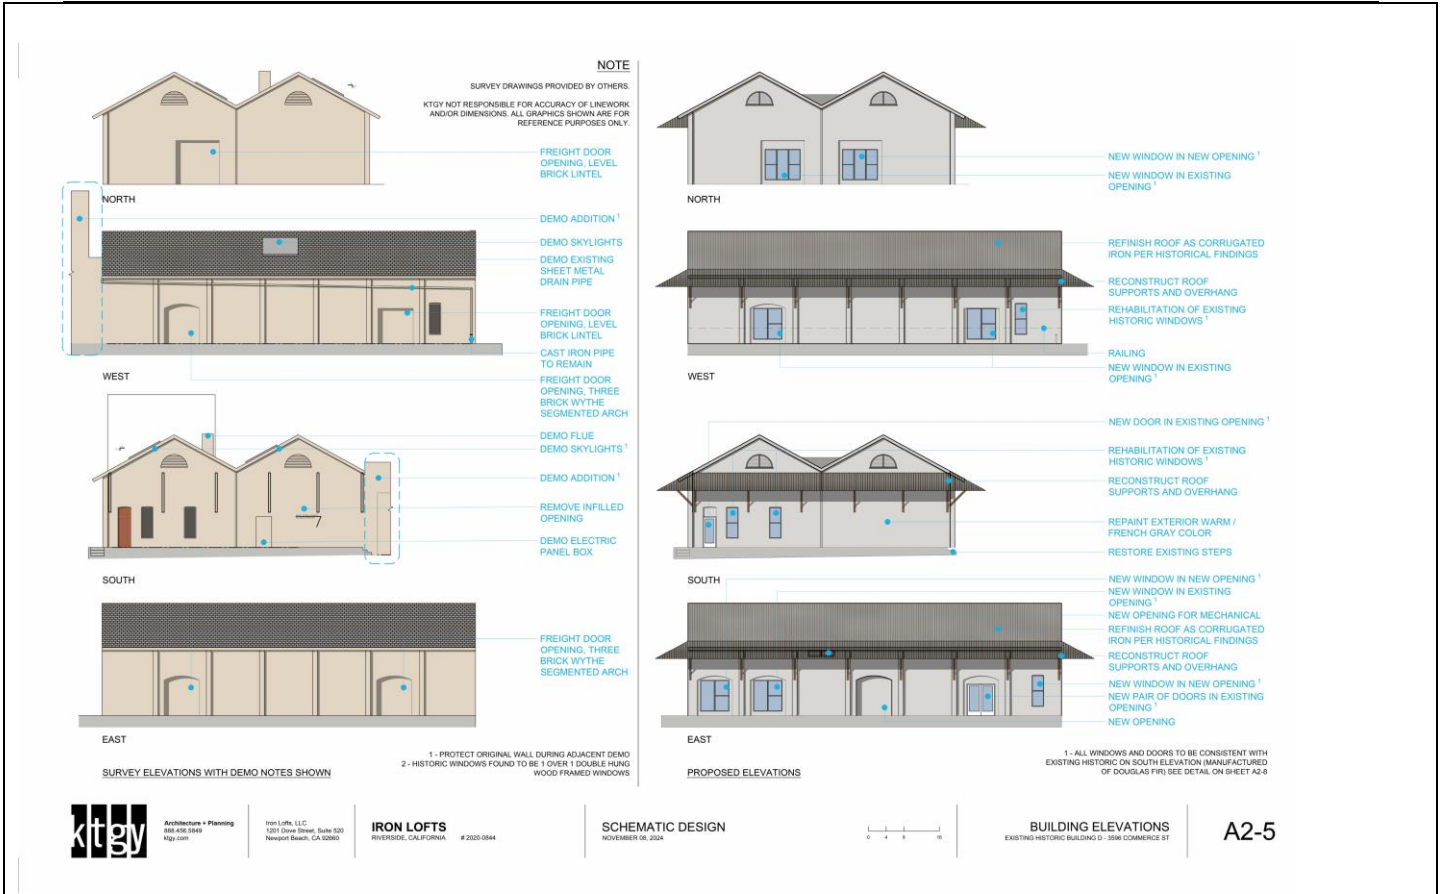 NOTE
SURVEY DRAWINGS PROVIDED BY OTHERS.
KTGY NOT RESPONSIBLE FOR ACCURACY OF LINEWORK
AND/OR DIMENSIONS. ALL GRAPHICS SHOWN ARE FOR
REFERENCE PURPOSES ONLY.
FREIGHT DOOR
OPENING, LEVEL
BRICK LINTEL
NORTH
DEMO ADDITION 1
DEMO SKYLIGHTS
DEMO EXISTING
SHEET METAL
DRAIN PIPE
FREIGHT DOOR
OPENING, LEVEL
BRICK LINTEL
CAST IRON PIPE
TO REMAIN
WEST
FREIGHT DOOR
OPENING, THREE
BRICK WYTHE
SEGMENTED ARCH
DEMO FLUE
DEMO SKYLIGHTS 1
DEMO ADDITION 1
REMOVE INFILLED
OPENING
DEMO ELECTRIC
PANEL BOX
SOUTH
FREIGHT DOOR
OPENING, THREE
BRICK WYTHE
SEGMENTED ARCH
EAST
1 - PROTECT ORIGINAL WALL DURING ADJACENT DEMO
2 - HISTORIC WINDOWS FOUND TO BE 1 OVER 1 DOUBLE HUNG
WOOD FRAMED WINDOWS
SURVEY ELEVATIONS WITH DEMO NOTES SHOWN
NEW WINDOW IN NEW OPENING 1
NEW WINDOW IN EXISTING
OPENING 1
NORTH
REFINISH ROOF AS CORRUGATED
IRON PER HISTORICAL FINDINGS
RECONSTRUCT ROOF
SUPPORTS AND OVERHANG
REHABILITATION OF EXISTING
HISTORIC WINDOWS 1
RAILING
NEW WINDOW IN EXISTING
OPENING 1
WEST
NEW DOOR IN EXISTING OPENING 1
REHABILITATION OF EXISTING
HISTORIC WINDOWS 1
RECONSTRUCT ROOF
SUPPORTS AND OVERHANG
REPAINT EXTERIOR WARM /
FRENCH GRAY COLOR
RESTORE EXISTING STEPS
SOUTH
NEW WINDOW IN NEW OPENING 1
NEW WINDOW IN EXISTING
OPENING 1
NEW OPENING FOR MECHANICAL
REFINISH ROOF AS CORRUGATED
IRON PER HISTORICAL FINDINGS
RECONSTRUCT ROOF
SUPPORTS AND OVERHANG
NEW WINDOW IN NEW OPENING 1
NEW PAIR OF DOORS IN EXISTING
OPENING 1
NEW OPENING
EAST
1 - ALL WINDOWS AND DOORS TO BE CONSISTENT WITH
EXISTING HISTORIC ON SOUTH ELEVATION (MANUFACTURED
OF DOUGLAS FIR) SEE DETAIL ON SHEET A2-8
PROPOSED ELEVATIONS
ktgy
Architecture + Planning
888.456.5849
ktgy.com
Iron Lofts, LLC
1201 Dove Street, Suite 520
Newport Beach, CA 92660
IRON LOFTS
RIVERSIDE, CALIFORNIA # 2020-0844
SCHEMATIC DESIGN
NOVEMBER 08, 2024
0 4 8 16
BUILDING ELEVATIONS
EXISTING HISTORIC BUILDING D - 3596 COMMERCE ST
A2-5